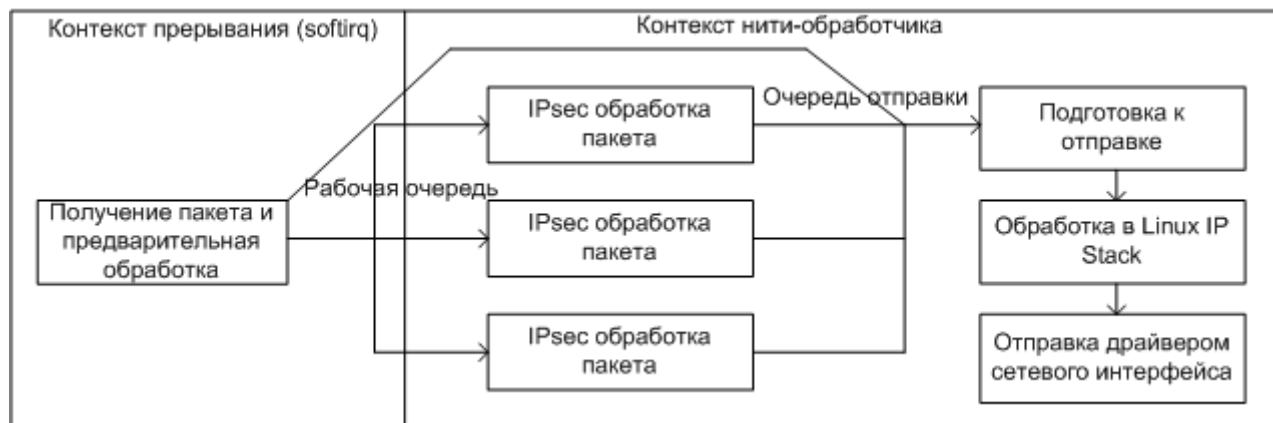 Контекст прерывания (softirq)
Контекст нити-обработчика
IPsec обработка
пакета
Очередь отправки
Подготовка к
отправке
Рабочая очередь
Получение пакета и
предварительная
обработка
IPsec обработка
пакета
Обработка в Linux IP
Stack
IPsec обработка
пакета
Отправка драйвером
сетевого интерфейса